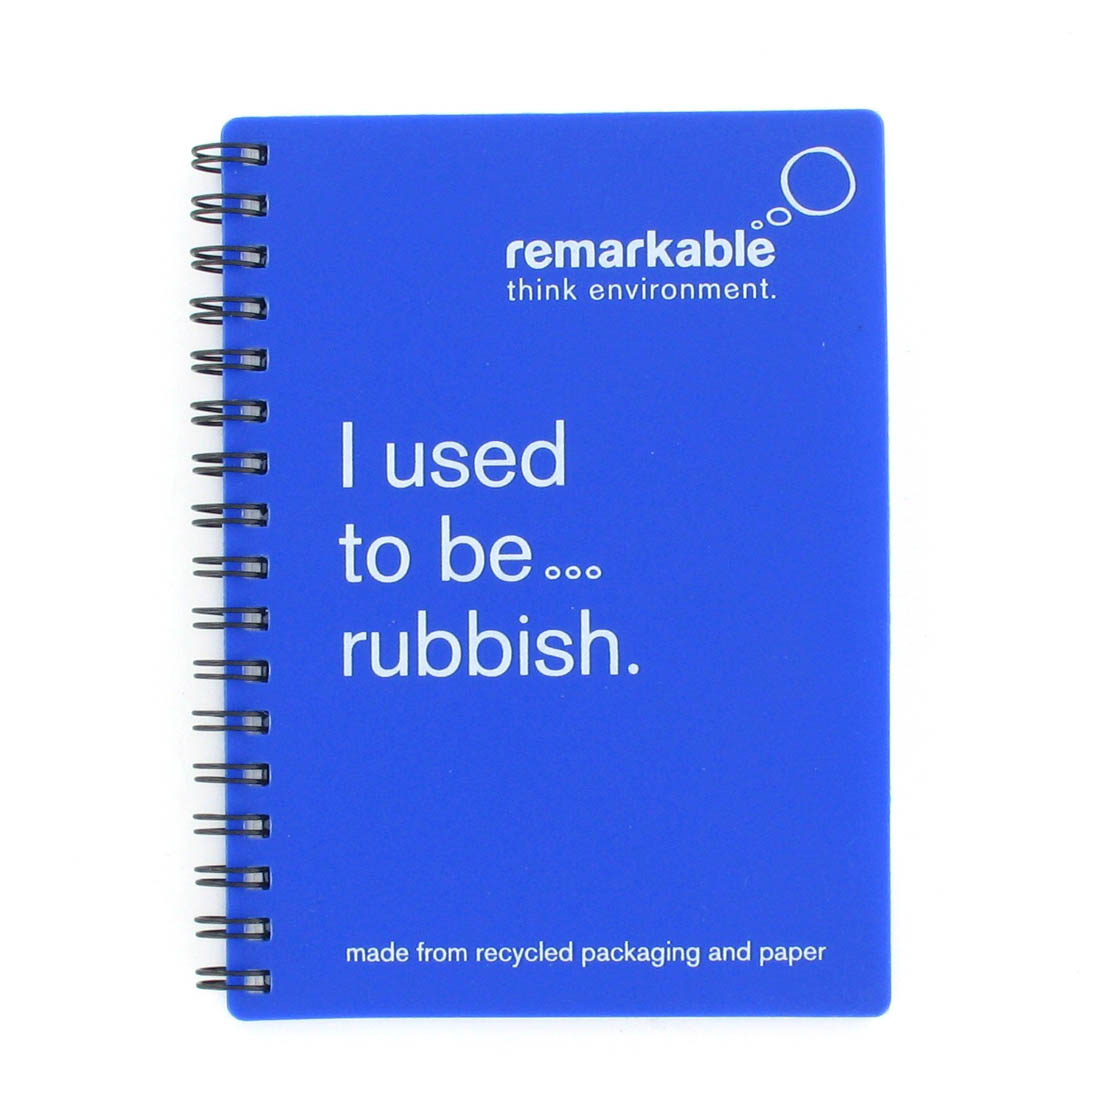 remarkable
think environment.
I used
to be...
rubbish.
made from recycled packaging and paper